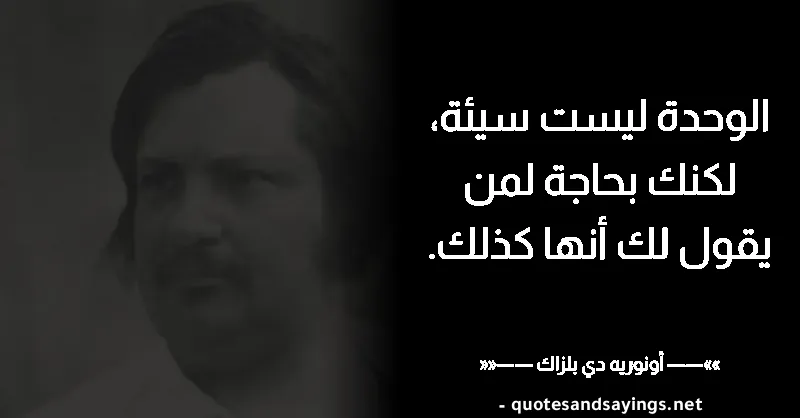 الوحدة ليست سيئة،
لكنك بحاجة لمن
يقول لك أنها كذلك.
»»—— أونوريه دي بلزاك ——««
- quotesandsayings.net